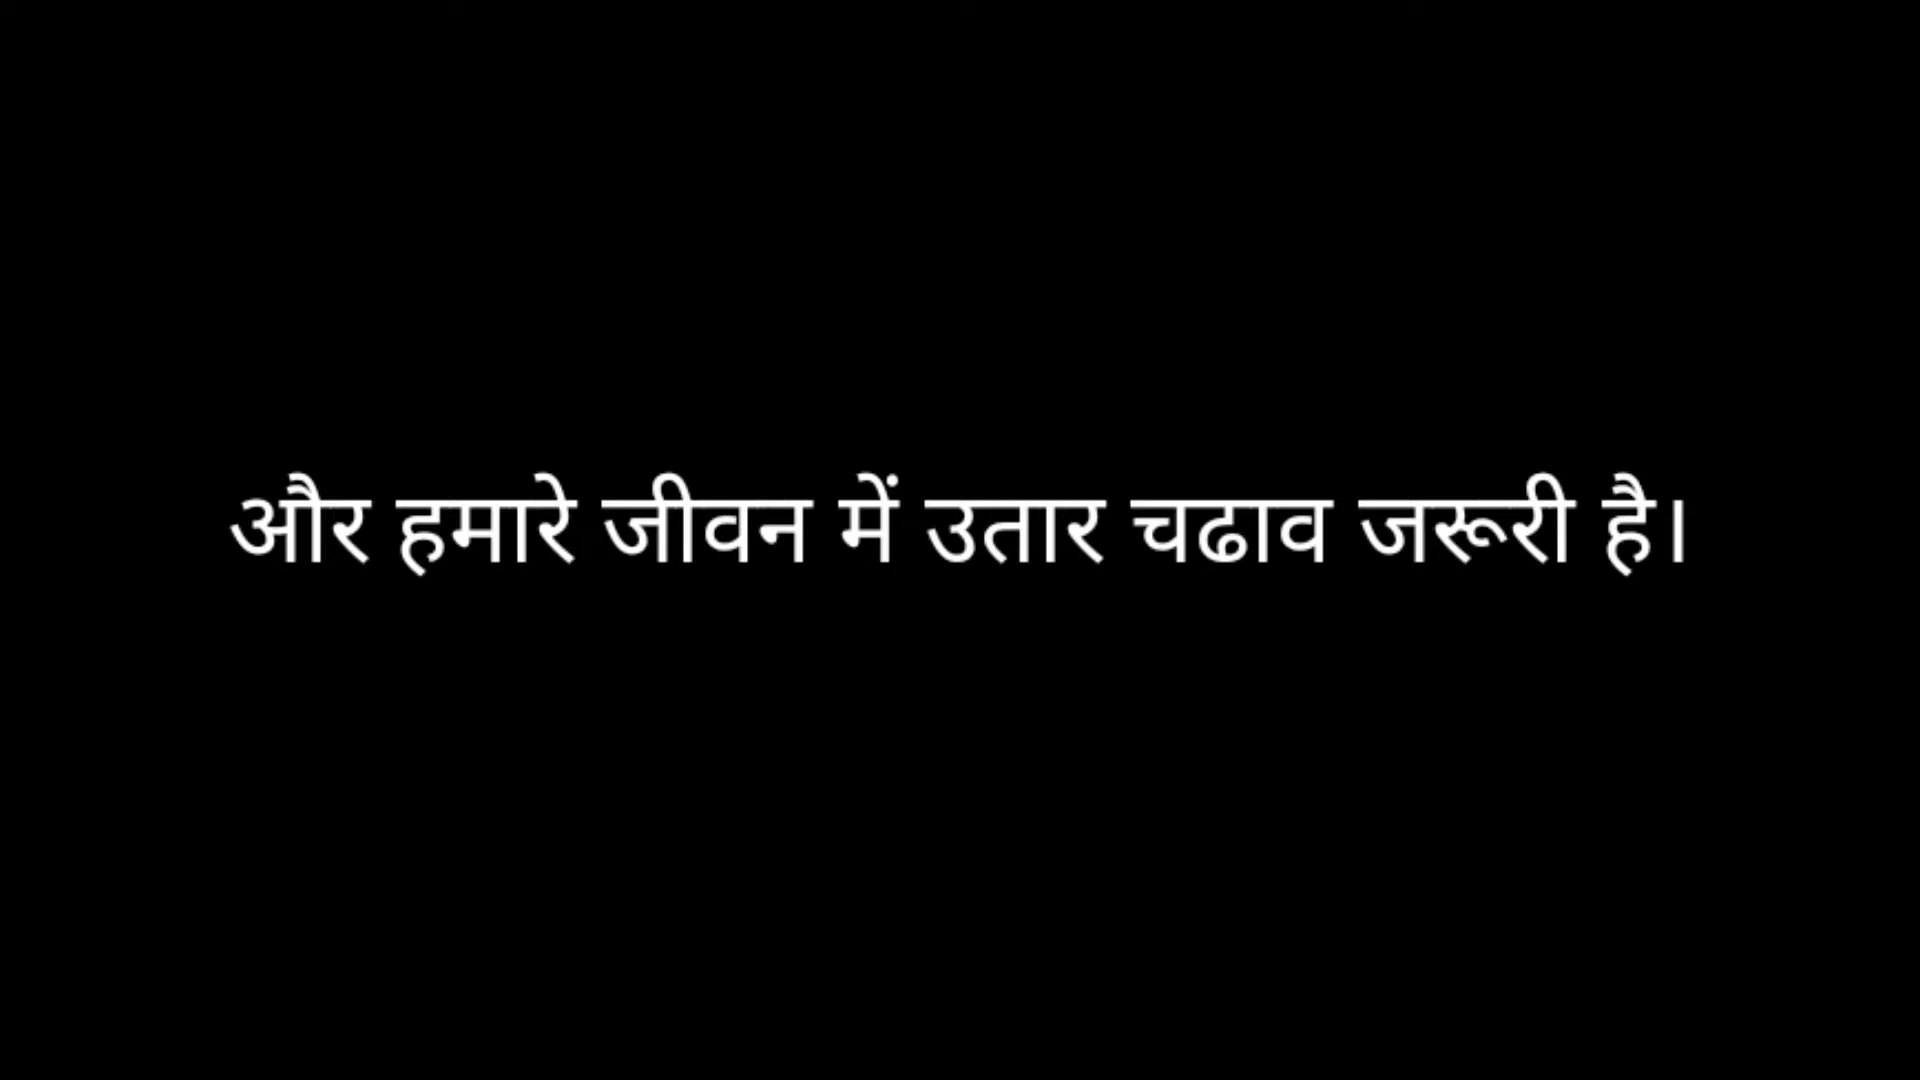 और हमारे जीवन में उतार चढाव जरूरी है।